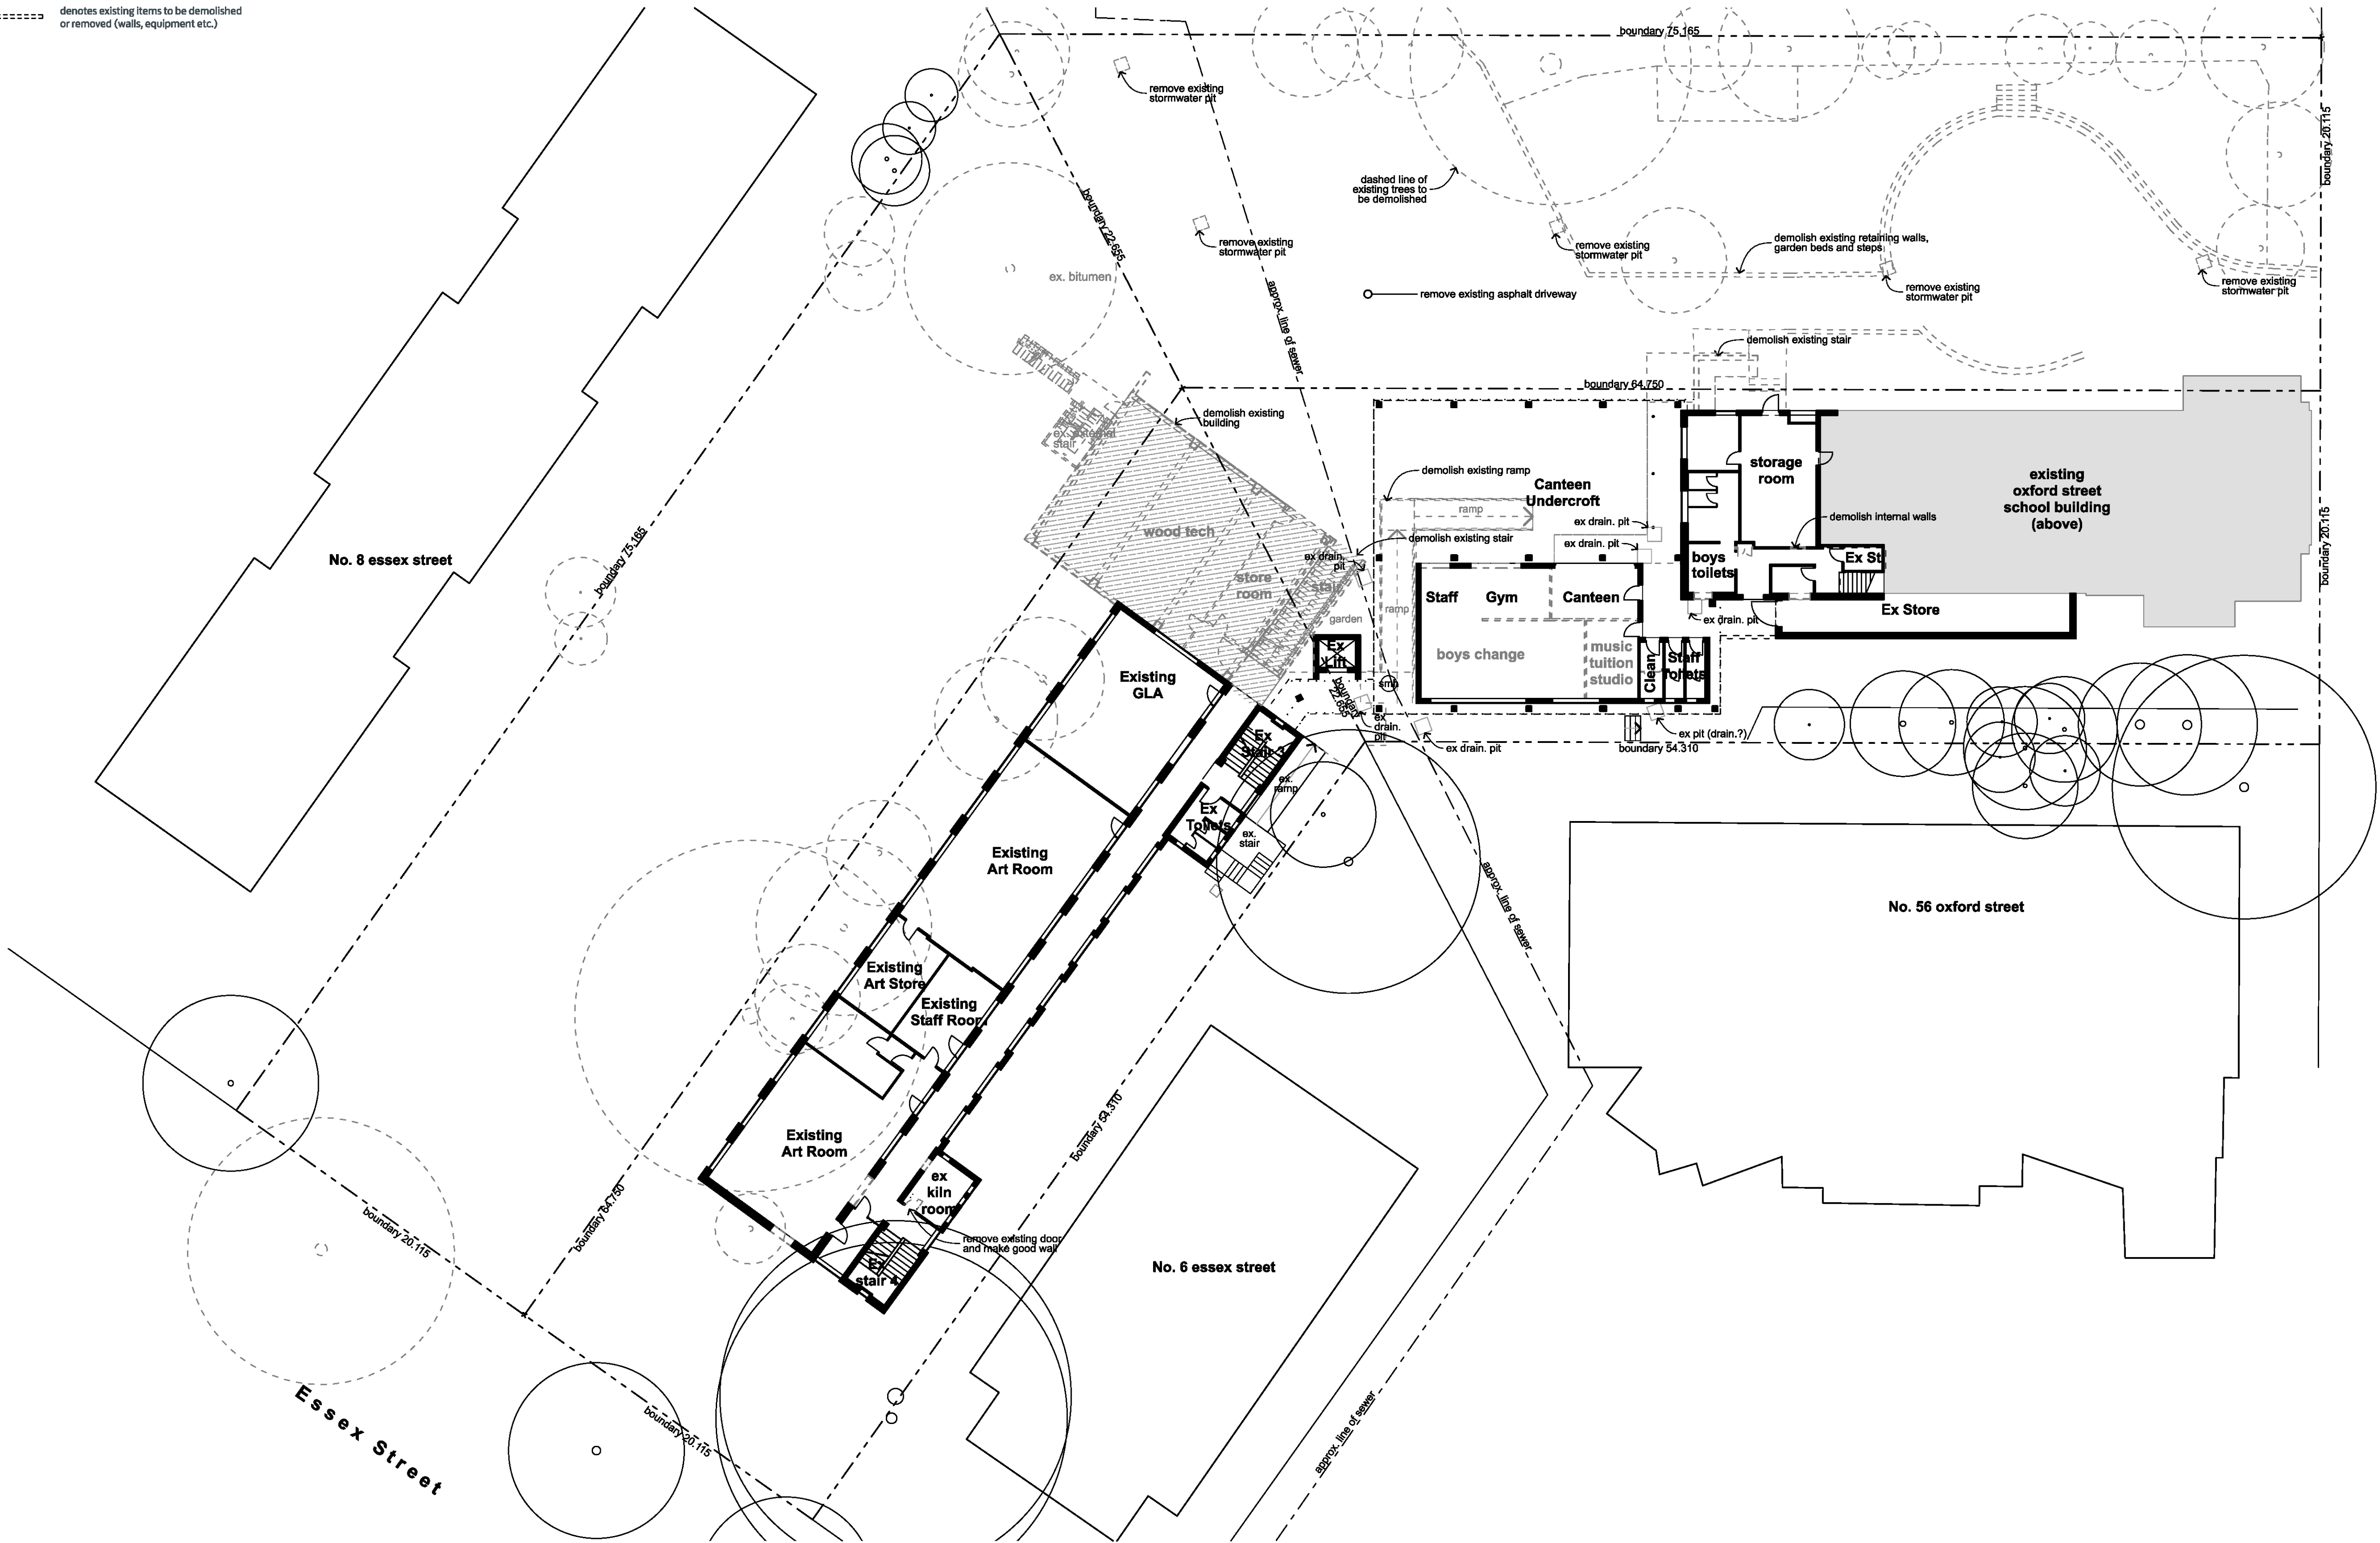 denotes existing items to be demolished
or removed (walls, equipment etc.)
boundary 75.165
boundary 20.115
remove existing
stormwater pit
dashed line of
existing trees to
be demolished
boundary 22.655
remove existing
stormwater pit
remove existing
stormwater pit
demolish existing retaining walls,
garden beds and steps
remove existing
stormwater pit
remove existing
stormwater pit
ex. bitumen
remove existing asphalt driveway
approx. line of sewer
demolish existing stair
boundary 64.750
demolish existing
building
ex. external
stair
demolish existing ramp
Canteen
Undercroft
ramp
storage
room
existing
oxford street
school building
(above)
ex drain. pit
demolish internal walls
wood tech
demolish existing stair
ex drain. pit
ex drain.
pit
boys
toilets
Ex St
boundary 20.115
No. 8 essex street
boundary 75.165
store
room
stair
garden
ramp
Staff
Gym
Canteen
Ex Store
ex drain. pit
Ex
Lift
boys change
music
tuition
studio
Clean
Staff
Toilets
smh
boundary
22.655
Existing
GLA
ex
drain.
pit
ex drain. pit
ex pit (drain.?)
boundary 54.310
Ex
Stair 3
ex.
ramp
Ex
Toilets
ex.
stair
Existing
Art Room
approx. line of sewer
No. 56 oxford street
Existing
Art Store
Existing
Staff Room
Existing
Art Room
boundary 54.310
ex
kiln
room
boundary 64.750
boundary 20.115
remove existing door
and make good wall
Ex
stair 4
No. 6 essex street
Essex Street
boundary 20.115
approx. line of sewer